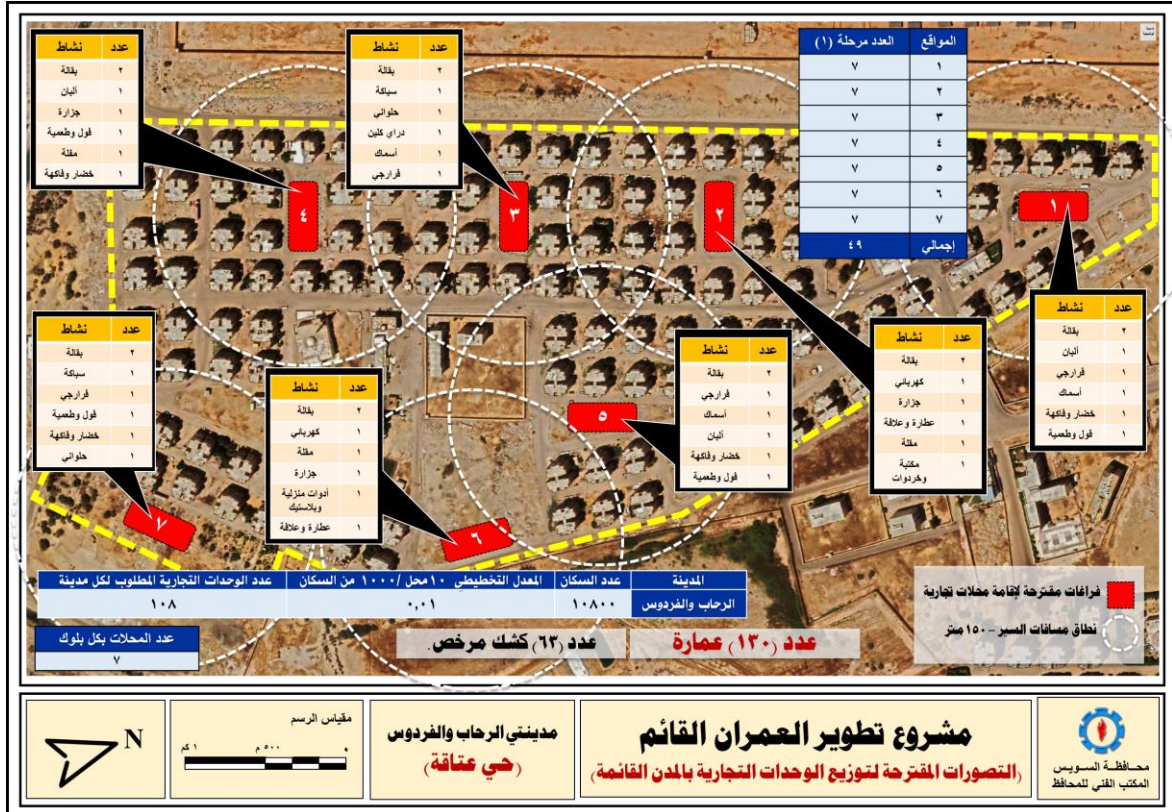 المواقع العدد مرحلة (١)
١ ٧
٢ ٧
٣ ٧
٤ ٧
٥ ٧
٦ ٧
٧ ٧
إجمالي ٤٩
عدد نشاط
٢ بقالة
١ سباكة
١ حلواني
١ دراي كلين
١ أسماك
١ فرارجي
عدد نشاط
٢ بقالة
١ ألبان
١ جزارة
١ فول وطعمية
١ مقلة
١ خضار وفاكهة
١
٢
٣
٤
عدد نشاط
٢ بقالة
١ ألبان
١ فرارجي
١ أسماك
١ خضار وفاكهة
١ فول وطعمية
عدد نشاط
٢ بقالة
١ كهربائي
١ جزارة
١ عطارة وعلافة
١ مقلة
١ مكتبة
وخردوات
عدد نشاط
٢ بقالة
١ فرارجي
١ أسماك
١ ألبان
١ خضار وفاكهة
١ فول وطعمية
٥
عدد نشاط
٢ بقالة
١ كهربائي
١ مقلة
١ جزارة
١ أدوات منزلية
وبلاستيك
١ عطارة وعلافة
عدد نشاط
٢ بقالة
١ سباكة
١ فرارجي
١ فول وطعمية
١ خضار وفاكهة
١ حلواني
٦
٧
المدينة عدد السكان المعدل التخطيطي ١٠ محل /١٠٠٠ من السكان عدد الوحدات التجارية المطلوب لكل مدينة
الرحاب والفردوس ١٠٨٠٠ ٠,٠١ ١٠٨
عدد المحلات بكل بلوك
٧
عدد (١٣٠) عمارة
عدد (٦٣) كشك مرخص.
فراغات مقترحة لإقامة محلات تجارية
نطاق مسافات السير - ١٥٠ متر
محافظة السويس
المكتب الفني للمحافظ
مشروع تطوير العمران القائم
(التصورات المقترحة لتوزيع الوحدات التجارية بالمدن القائمة)
مدينتي الرحاب والفردوس
(حي عتاقة)
مقياس الرسم
٠ ٥٠٠ م ١ كم
N